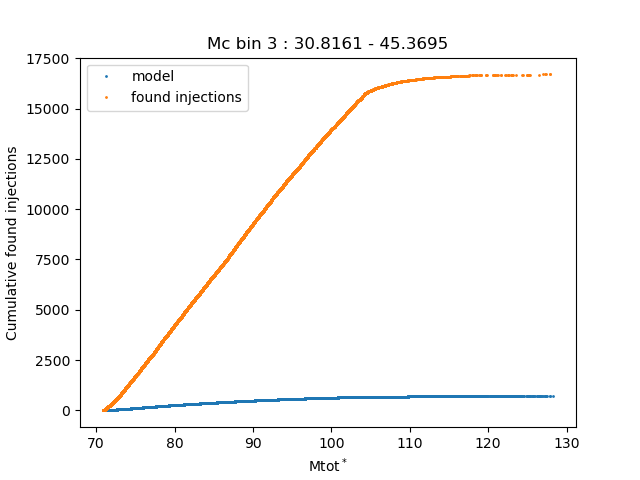 Mc bin 3 : 30.8161 - 45.3695
model
found injections
Cumulative found injections
17500
15000
12500
10000
7500
5000
2500
0
70 80 90 100 110 120 130
Mtot*